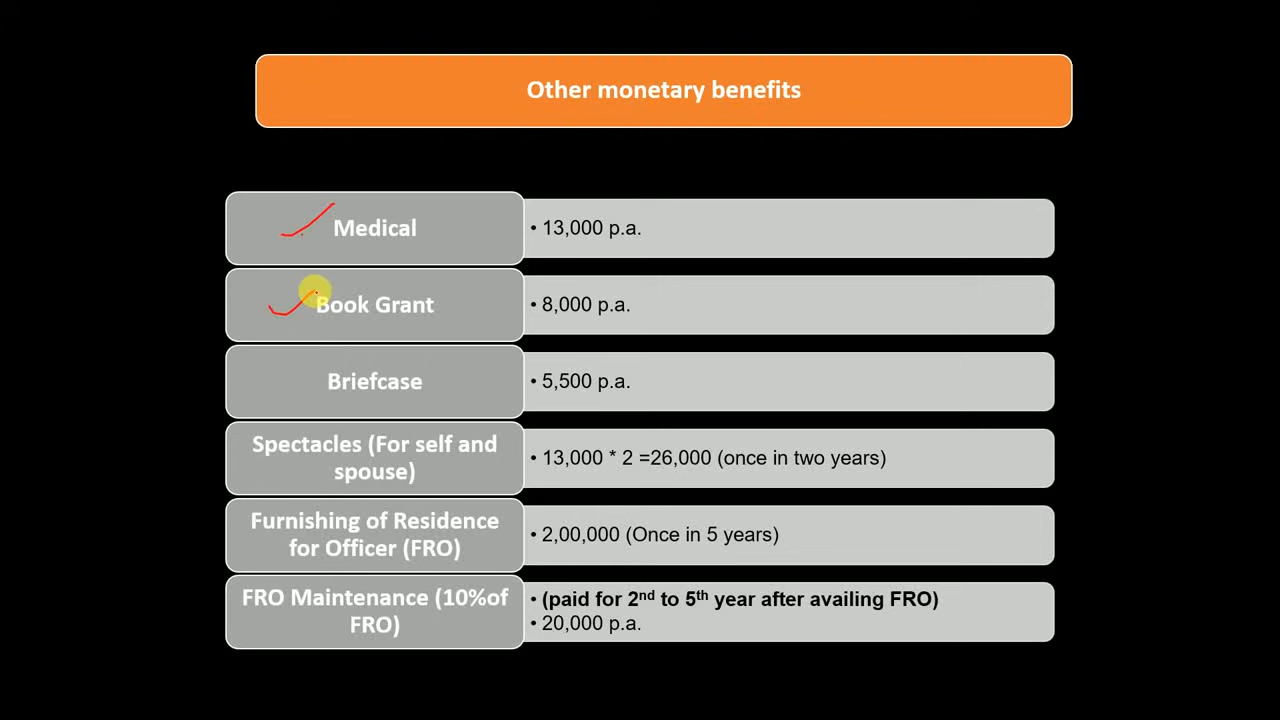 Other monetary benefits
Medical
• 13,000 p.a.
Book Grant
• 8,000 p.a.
Briefcase
• 5,500 p.a.
Spectacles (For self and
spouse)
• 13,000 * 2 =26,000 (once in two years)
Furnishing of Residence
for Officer (FRO)
• 2,00,000 (Once in 5 years)
FRO Maintenance (10%of
FRO)
• (paid for 2nd to 5th year after availing FRO)
• 20,000 p.a.